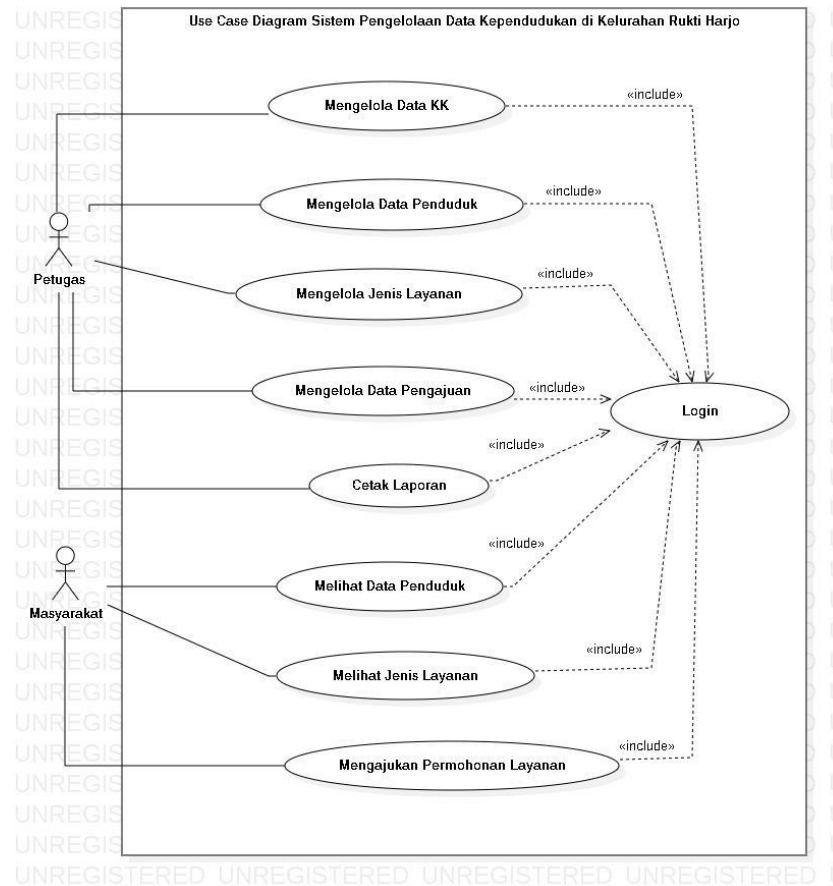 Use Case Diagram Sistem Pengelolaan Data Kependudukan di Kelurahan Rukti Harjo
Mengelola Data KK
«include»
Mengelola Data Penduduk
«include»
Petugas
Mengelola Jenis Layanan
«include»
Mengelola Data Pengajuan
«include»
Login
«include»
Cetak Laporan
«include»
Masyarakat
Melihat Data Penduduk
«include»
Melihat Jenis Layanan
«include»
Mengajukan Permohonan Layanan
UNREGISTERED UNREGISTERED UNREGISTERED UNREGISTERED